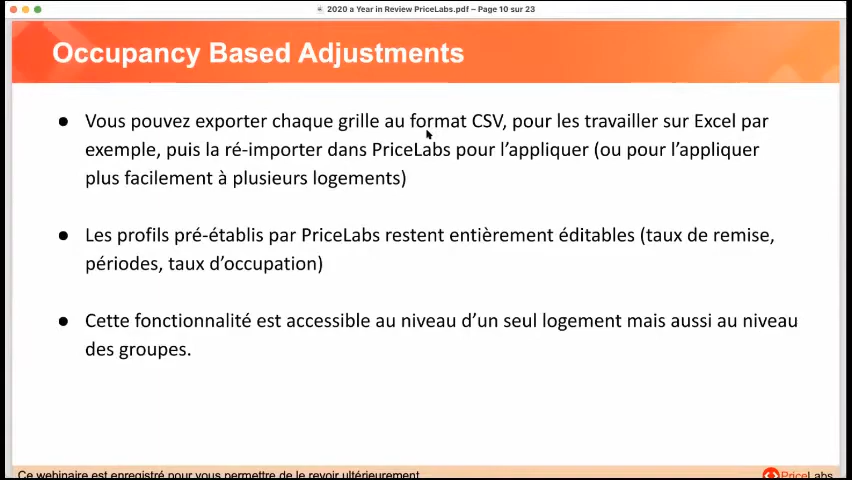 2020 a Year in Review PriceLabs.pdf – Page 10 sur 23
Occupancy Based Adjustments
● Vous pouvez exporter chaque grille au format CSV, pour les travailler sur Excel par
exemple, puis la ré-importer dans PriceLabs pour l’appliquer (ou pour l’appliquer
plus facilement à plusieurs logements)
● Les profils pré-établis par PriceLabs restent entièrement éditables (taux de remise,
périodes, taux d’occupation)
● Cette fonctionnalité est accessible au niveau d’un seul logement mais aussi au niveau
des groupes.
Ce webinaire est enregistré pour vous permettre de le revoir ultérieurement
PriceLabs